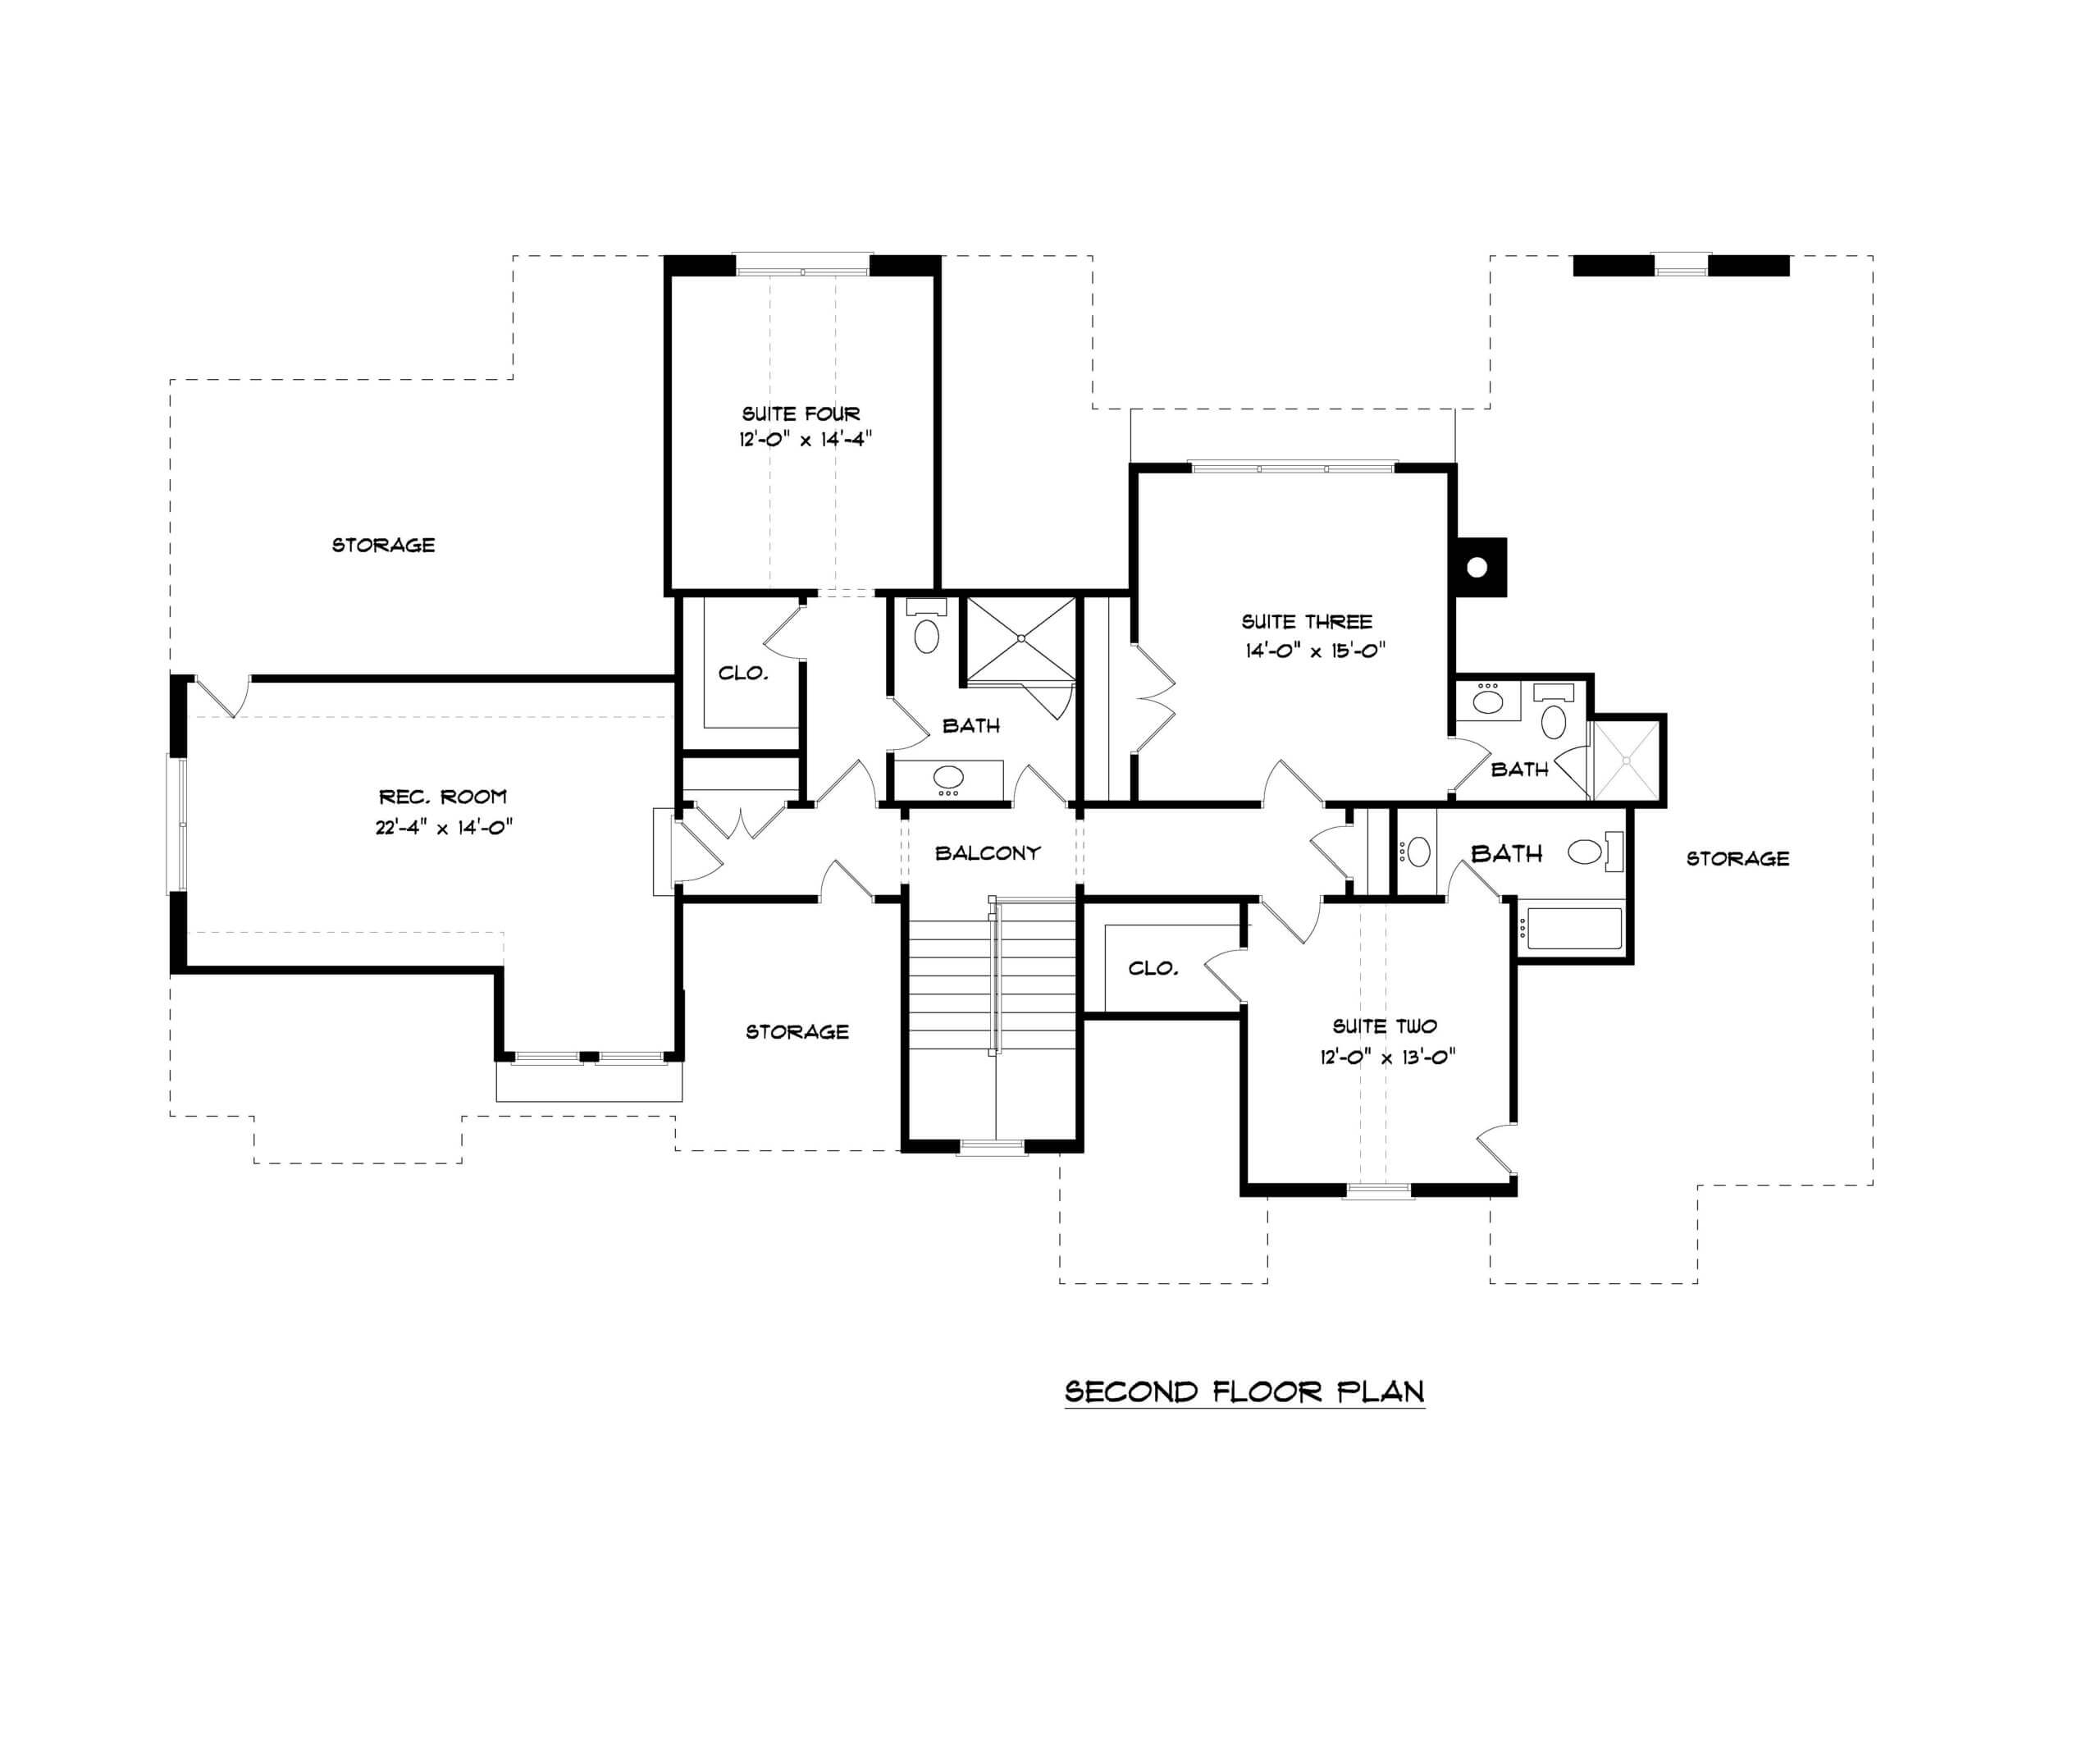 SUITE FOUR
12'-0" x 14'-4"
STORAGE
SUITE THREE
14'-0" x 15'-0"
CLO.
BATH
BATH
REC. ROOM
22'-4" x 14'-0"
BALCONY
BATH
STORAGE
CLO.
STORAGE
SUITE TWO
12'-0" x 13'-0"
SECOND FLOOR PLAN